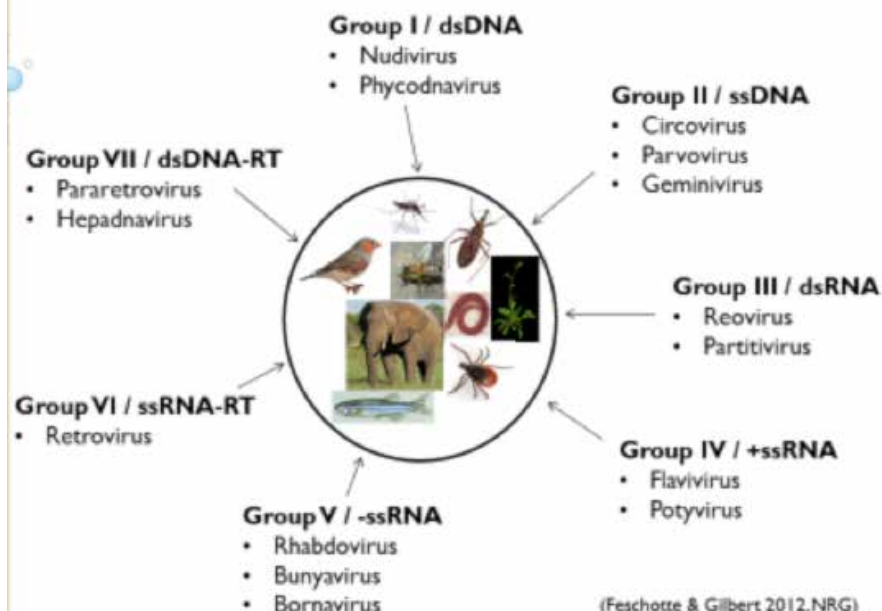 Group I / dsDNA
• Nudivirus
• Phycodnavirus
Group II / ssDNA
• Circovirus
• Parvovirus
• Geminivirus
Group VII / dsDNA-RT
• Pararetrovirus
• Hepadnavirus
Group III / dsRNA
• Reovirus
• Partitivirus
Group VI / ssRNA-RT
• Retrovirus
Group IV / +ssRNA
• Flavivirus
• Potyvirus
Group V / -ssRNA
• Rhabdovirus
• Bunyavirus
• Bornavirus
(Feschotte & Gilbert 2012.NRG)